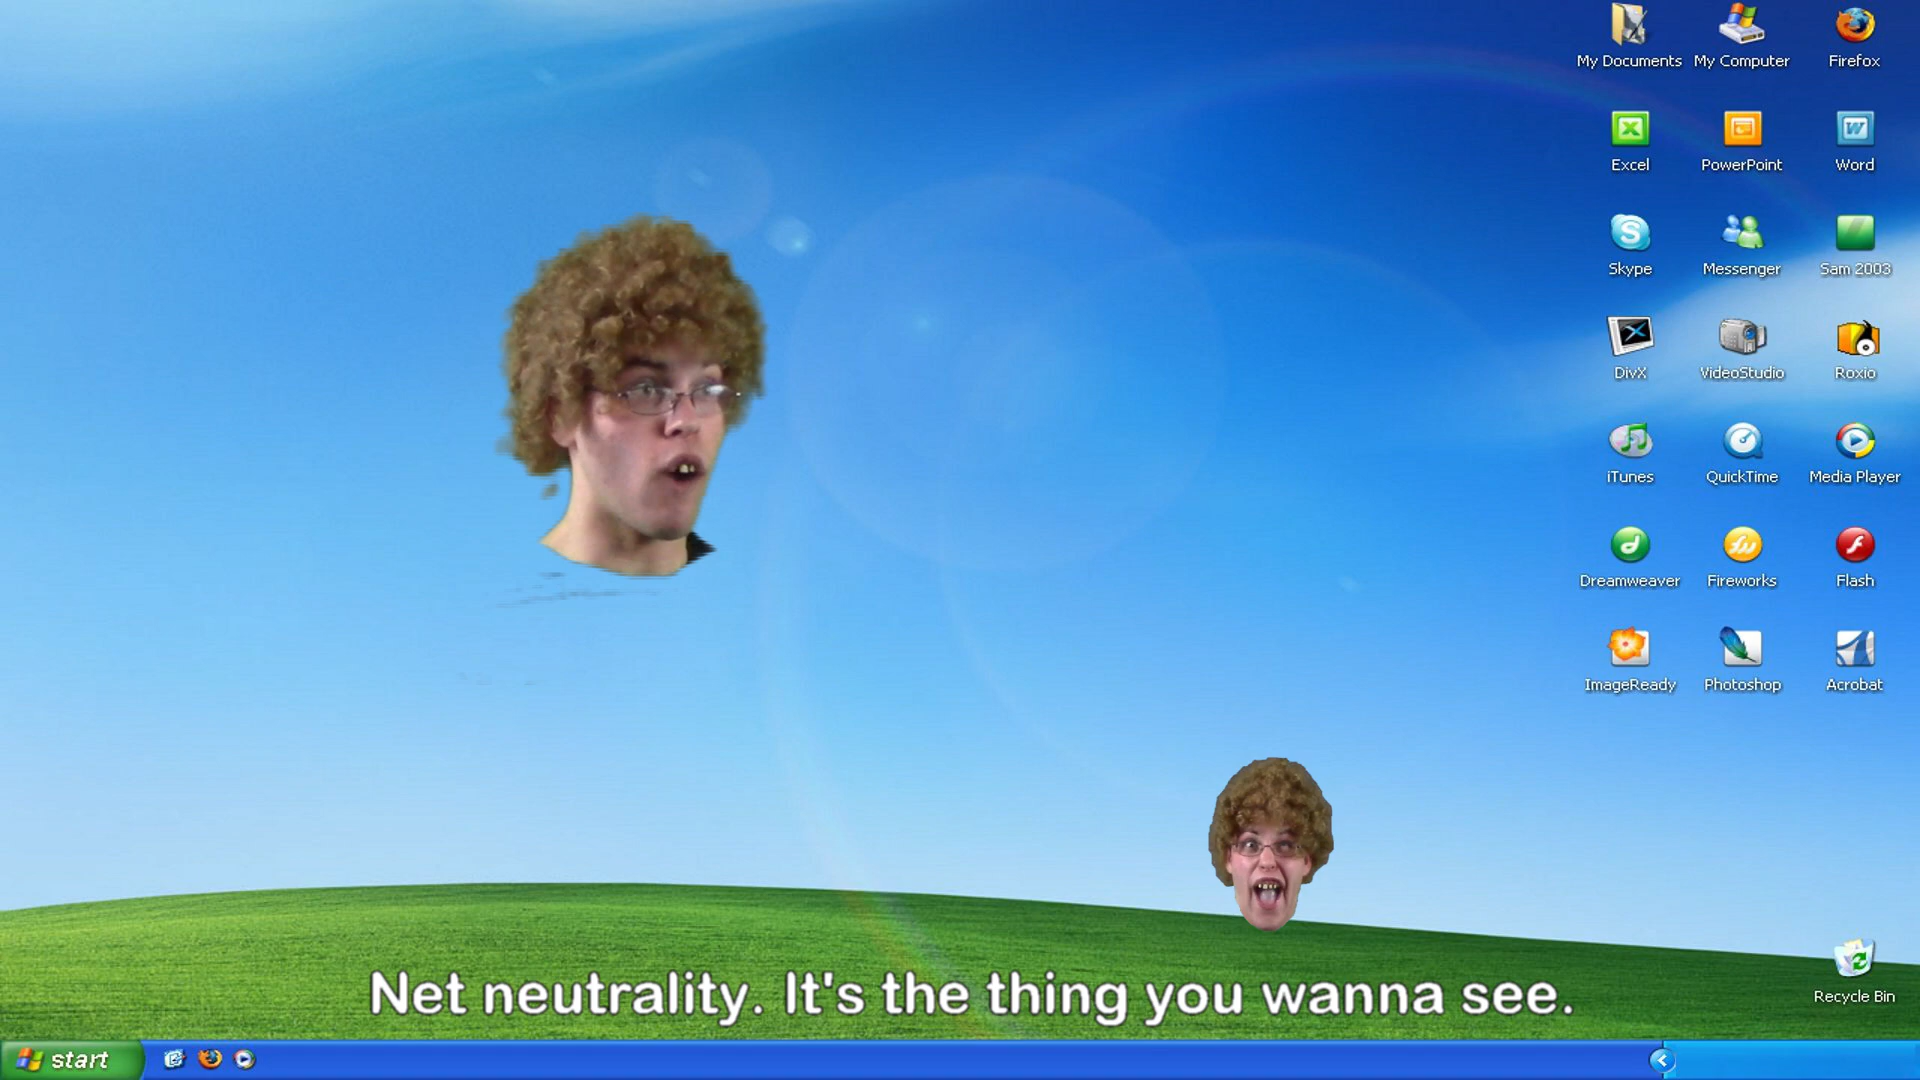 My Documents My Computer Firefox
Excel PowerPoint Word
Skype Messenger Sam 2003
DivX VideoStudio Roxio
iTunes QuickTime Media Player
Dreamweaver Fireworks Flash
ImageReady Photoshop Acrobat
Net neutrality. It's the thing you wanna see.
Recycle Bin
start